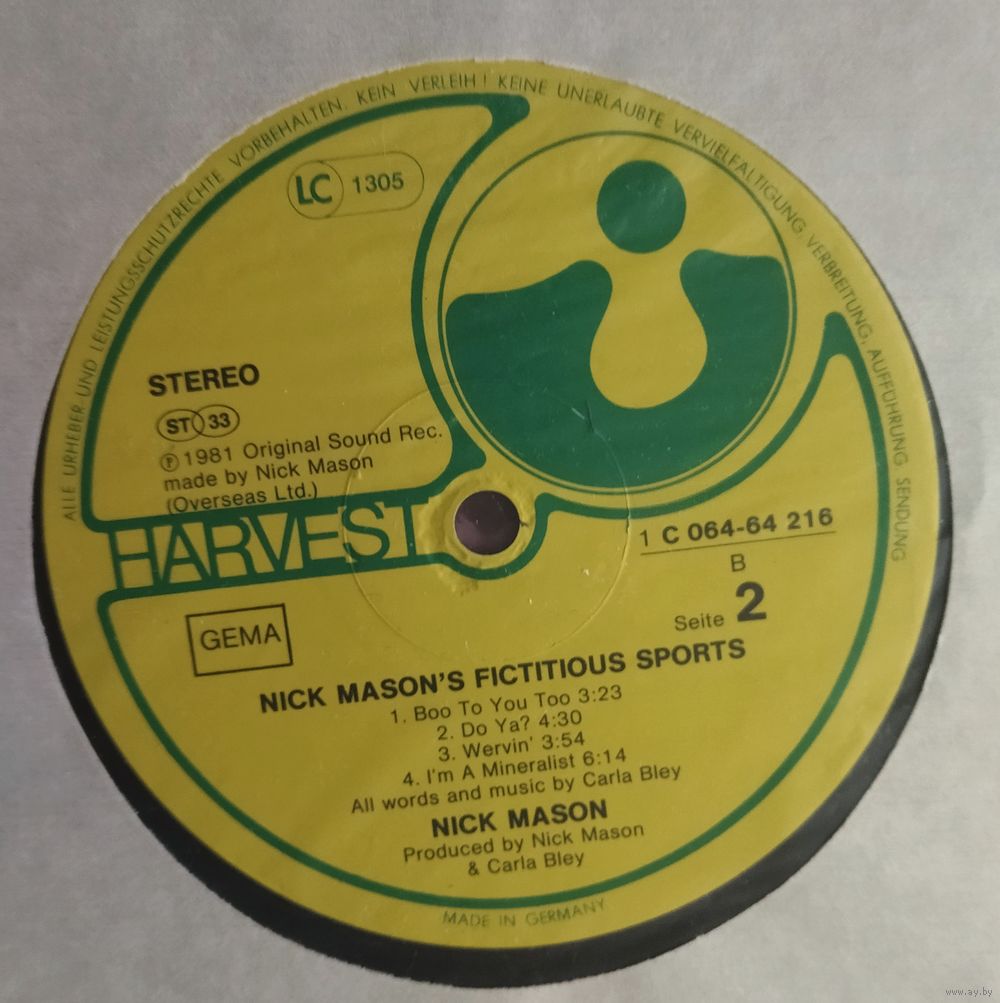 ALLE URHEBER-UND LEISTUNGSSCHUTZRECHTE VORBEHALTEN, KEIN VERLEIH! KEINE UNERLAUBTE VERVIELFÄLTIGUNG, VERBREITUNG, AUFFÜHRUNG SENDUNG
LC 1305
STEREO
ST 33
℗ 1981 Original Sound Rec.
made by Nick Mason
(Overseas Ltd.)
HARVEST
1 C 064-64 216
B
Seite 2
GEMA
NICK MASON'S FICTITIOUS SPORTS
1. Boo To You Too 3:23
2. Do Ya? 4:30
3. Wervin' 3:54
4. I'm A Mineralist 6:14
All words and music by Carla Bley
NICK MASON
Produced by Nick Mason
& Carla Bley
MADE IN GERMANY
www.ay.by